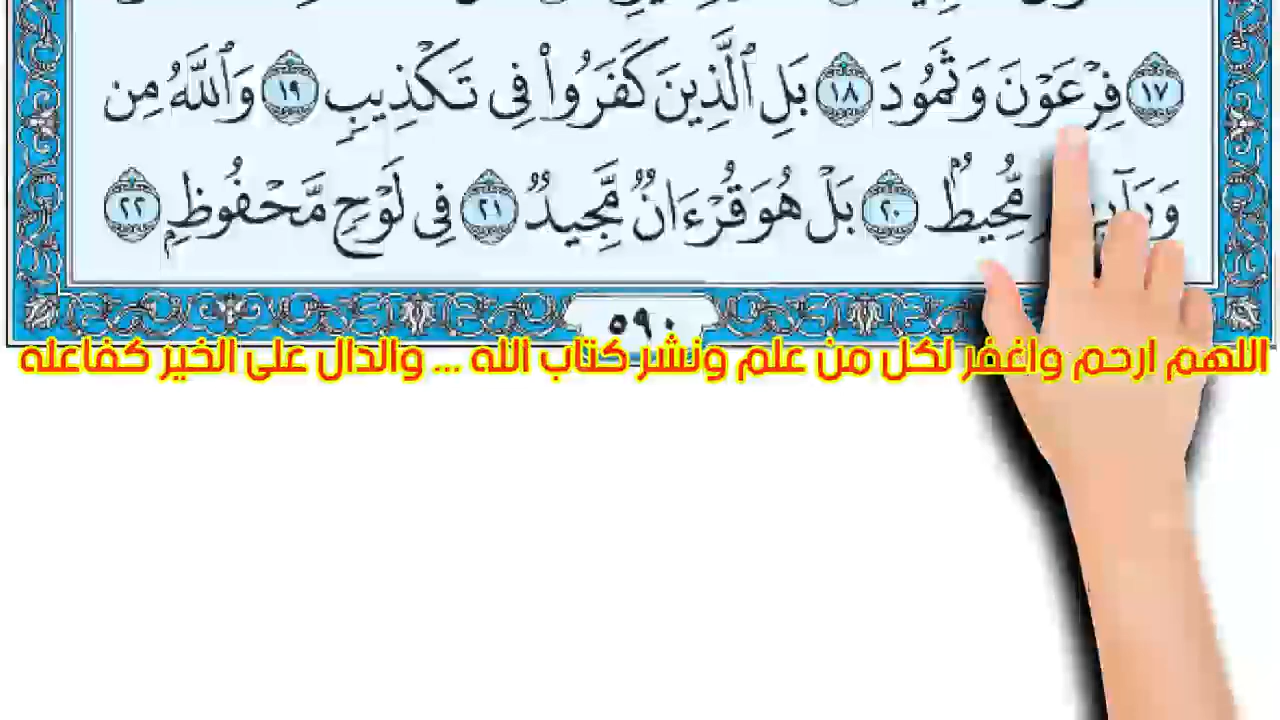 ١٧ فِرْعَوْنَ وَثَمُودَ ١٨ بَلِ ٱلَّذِينَ كَفَرُوا۟ فِى تَكْذِيبٍ ١٩ وَٱللَّهُ مِن
مُّحِيطٌۢ ٢٠ بَلْ هُوَ قُرْءَانٌ مَّجِيدٌ ٢١ فِى لَوْحٍ مَّحْفُوظٍۭ ٢٢
٥٩٠
اللهم ارحم واغفر لكل من علم ونشر كتاب الله ... والدال على الخير كفاعله